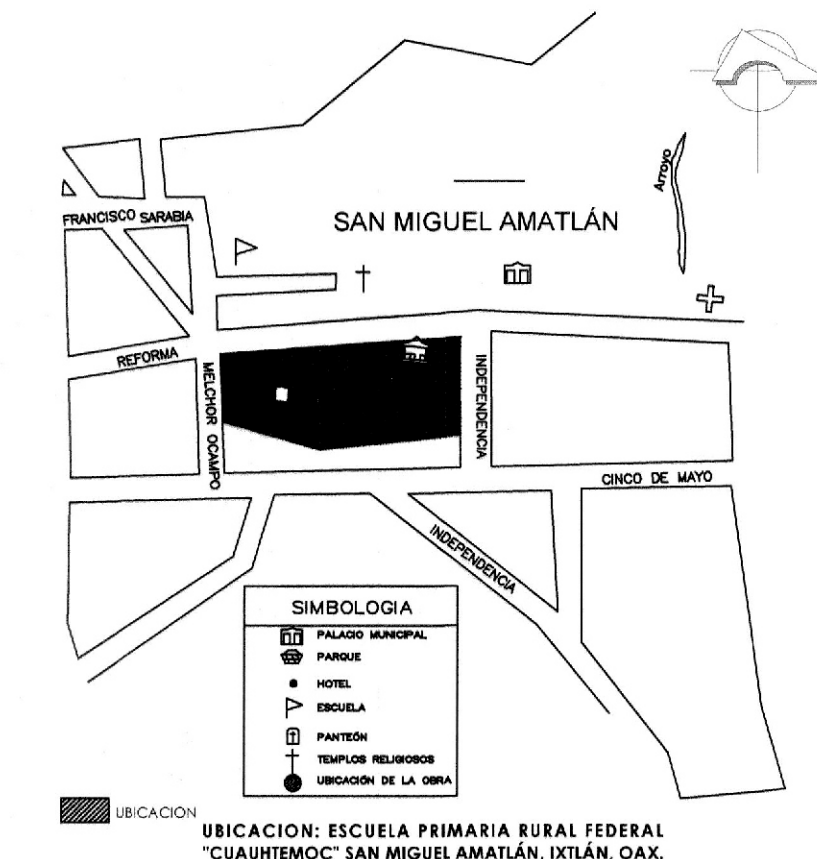 Arroyo
SAN MIGUEL AMATLÁN
FRANCISCO SARABIA
REFORMA
MELCHOR OCAMPO
INDEPENDENCIA
CINCO DE MAYO
INDEPENDENCIA
SIMBOLOGIA
PALACIO MUNICIPAL
PARQUE
HOTEL
ESCUELA
PANTEÓN
TEMPLOS RELIGIOSOS
UBICACIÓN DE LA OBRA
UBICACION
UBICACION: ESCUELA PRIMARIA RURAL FEDERAL
"CUAUHTEMOC" SAN MIGUEL AMATLÁN, IXTLÁN, OAX.